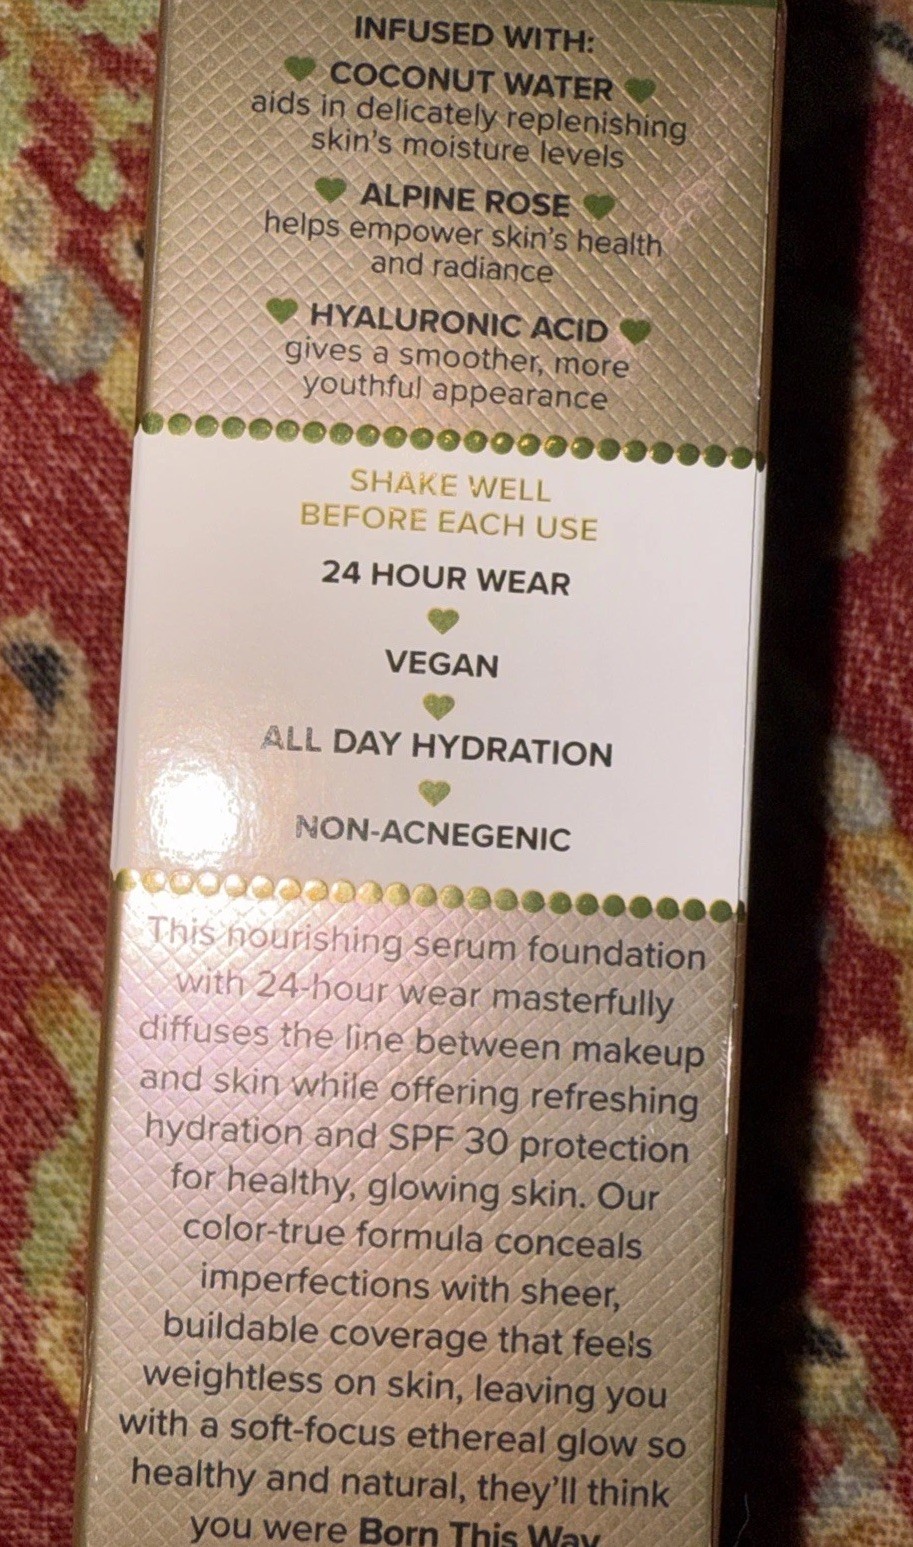 INFUSED WITH:
COCONUT WATER
aids in delicately replenishing
skin's moisture levels
ALPINE ROSE
helps empower skin's health
and radiance
HYALURONIC ACID
gives a smoother, more
youthful appearance
SHAKE WELL
BEFORE EACH USE
24 HOUR WEAR
VEGAN
ALL DAY HYDRATION
NON-ACNEGENIC
This nourishing serum foundation
with 24-hour wear masterfully
diffuses the line between makeup
and skin while offering refreshing
hydration and SPF 30 protection
for healthy, glowing skin. Our
color-true formula conceals
imperfections with sheer,
buildable coverage that feels
weightless on skin, leaving you
with a soft-focus ethereal glow so
healthy and natural, they'll think
you were Born This Way